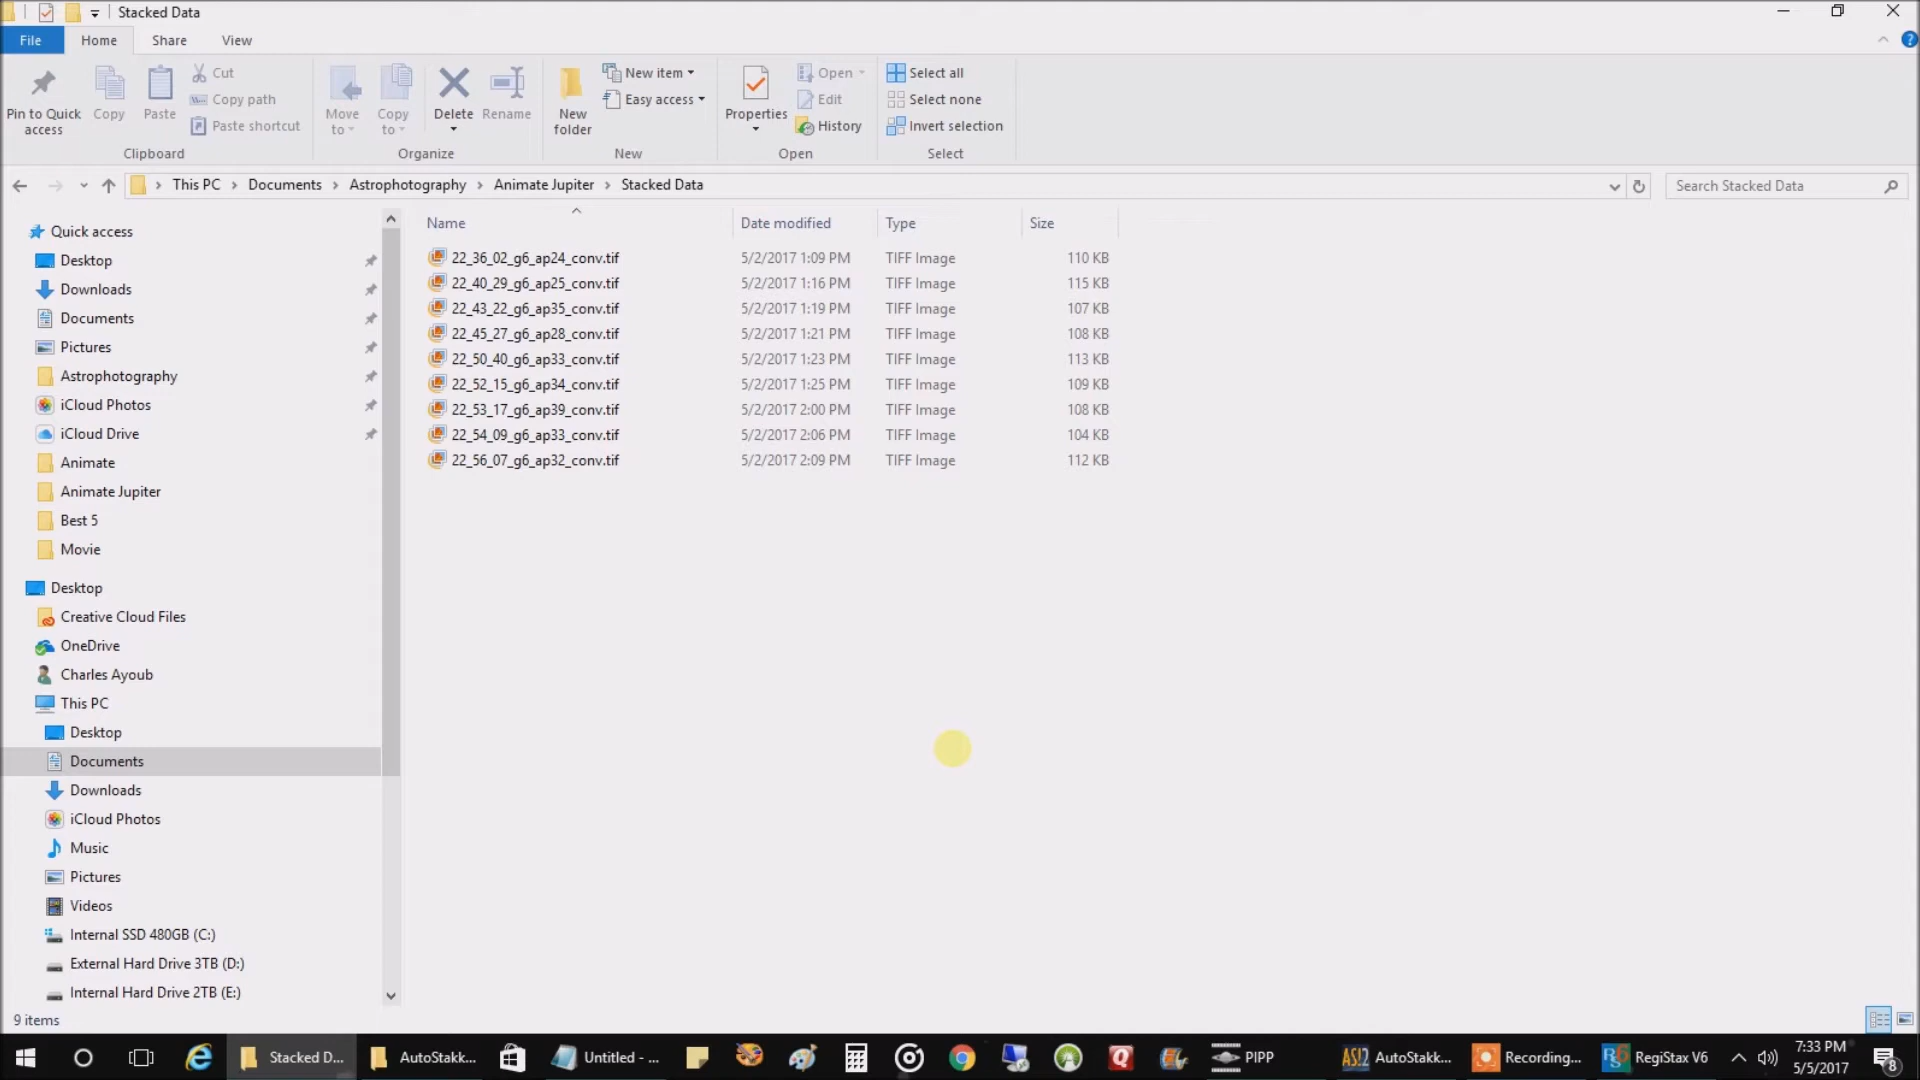 Stacked Data
File Home Share View
Pin to Quick access
Copy
Paste
Cut
Copy path
Paste shortcut
Clipboard
Move to
Copy to
Delete
Rename
Organize
New folder
New item
Easy access
New
Properties
Open
Edit
History
Open
Select all
Select none
Invert selection
Select
This PC > Documents > Astrophotography > Animate Jupiter > Stacked Data
Search Stacked Data
Name Date modified Type Size
22_36_02_g6_ap24_conv.tif 5/2/2017 1:09 PM TIFF Image 110 KB
22_40_29_g6_ap25_conv.tif 5/2/2017 1:16 PM TIFF Image 115 KB
22_43_22_g6_ap35_conv.tif 5/2/2017 1:19 PM TIFF Image 107 KB
22_45_27_g6_ap28_conv.tif 5/2/2017 1:21 PM TIFF Image 108 KB
22_50_40_g6_ap33_conv.tif 5/2/2017 1:23 PM TIFF Image 113 KB
22_52_15_g6_ap34_conv.tif 5/2/2017 1:25 PM TIFF Image 109 KB
22_53_17_g6_ap39_conv.tif 5/2/2017 2:00 PM TIFF Image 108 KB
22_54_09_g6_ap33_conv.tif 5/2/2017 2:06 PM TIFF Image 104 KB
22_56_07_g6_ap32_conv.tif 5/2/2017 2:09 PM TIFF Image 112 KB
Quick access
Desktop
Downloads
Documents
Pictures
Astrophotography
iCloud Photos
iCloud Drive
Animate
Animate Jupiter
Best 5
Movie
Desktop
Creative Cloud Files
OneDrive
Charles Ayoub
This PC
Desktop
Documents
Downloads
iCloud Photos
Music
Pictures
Videos
Internal SSD 480GB (C:)
External Hard Drive 3TB (D:)
Internal Hard Drive 2TB (E:)
9 items
Stacked D... AutoStakk... Untitled - ... PIPP AS!2 AutoStakk... Recording... R6 RegiStax V6
7:33 PM
5/5/2017
8